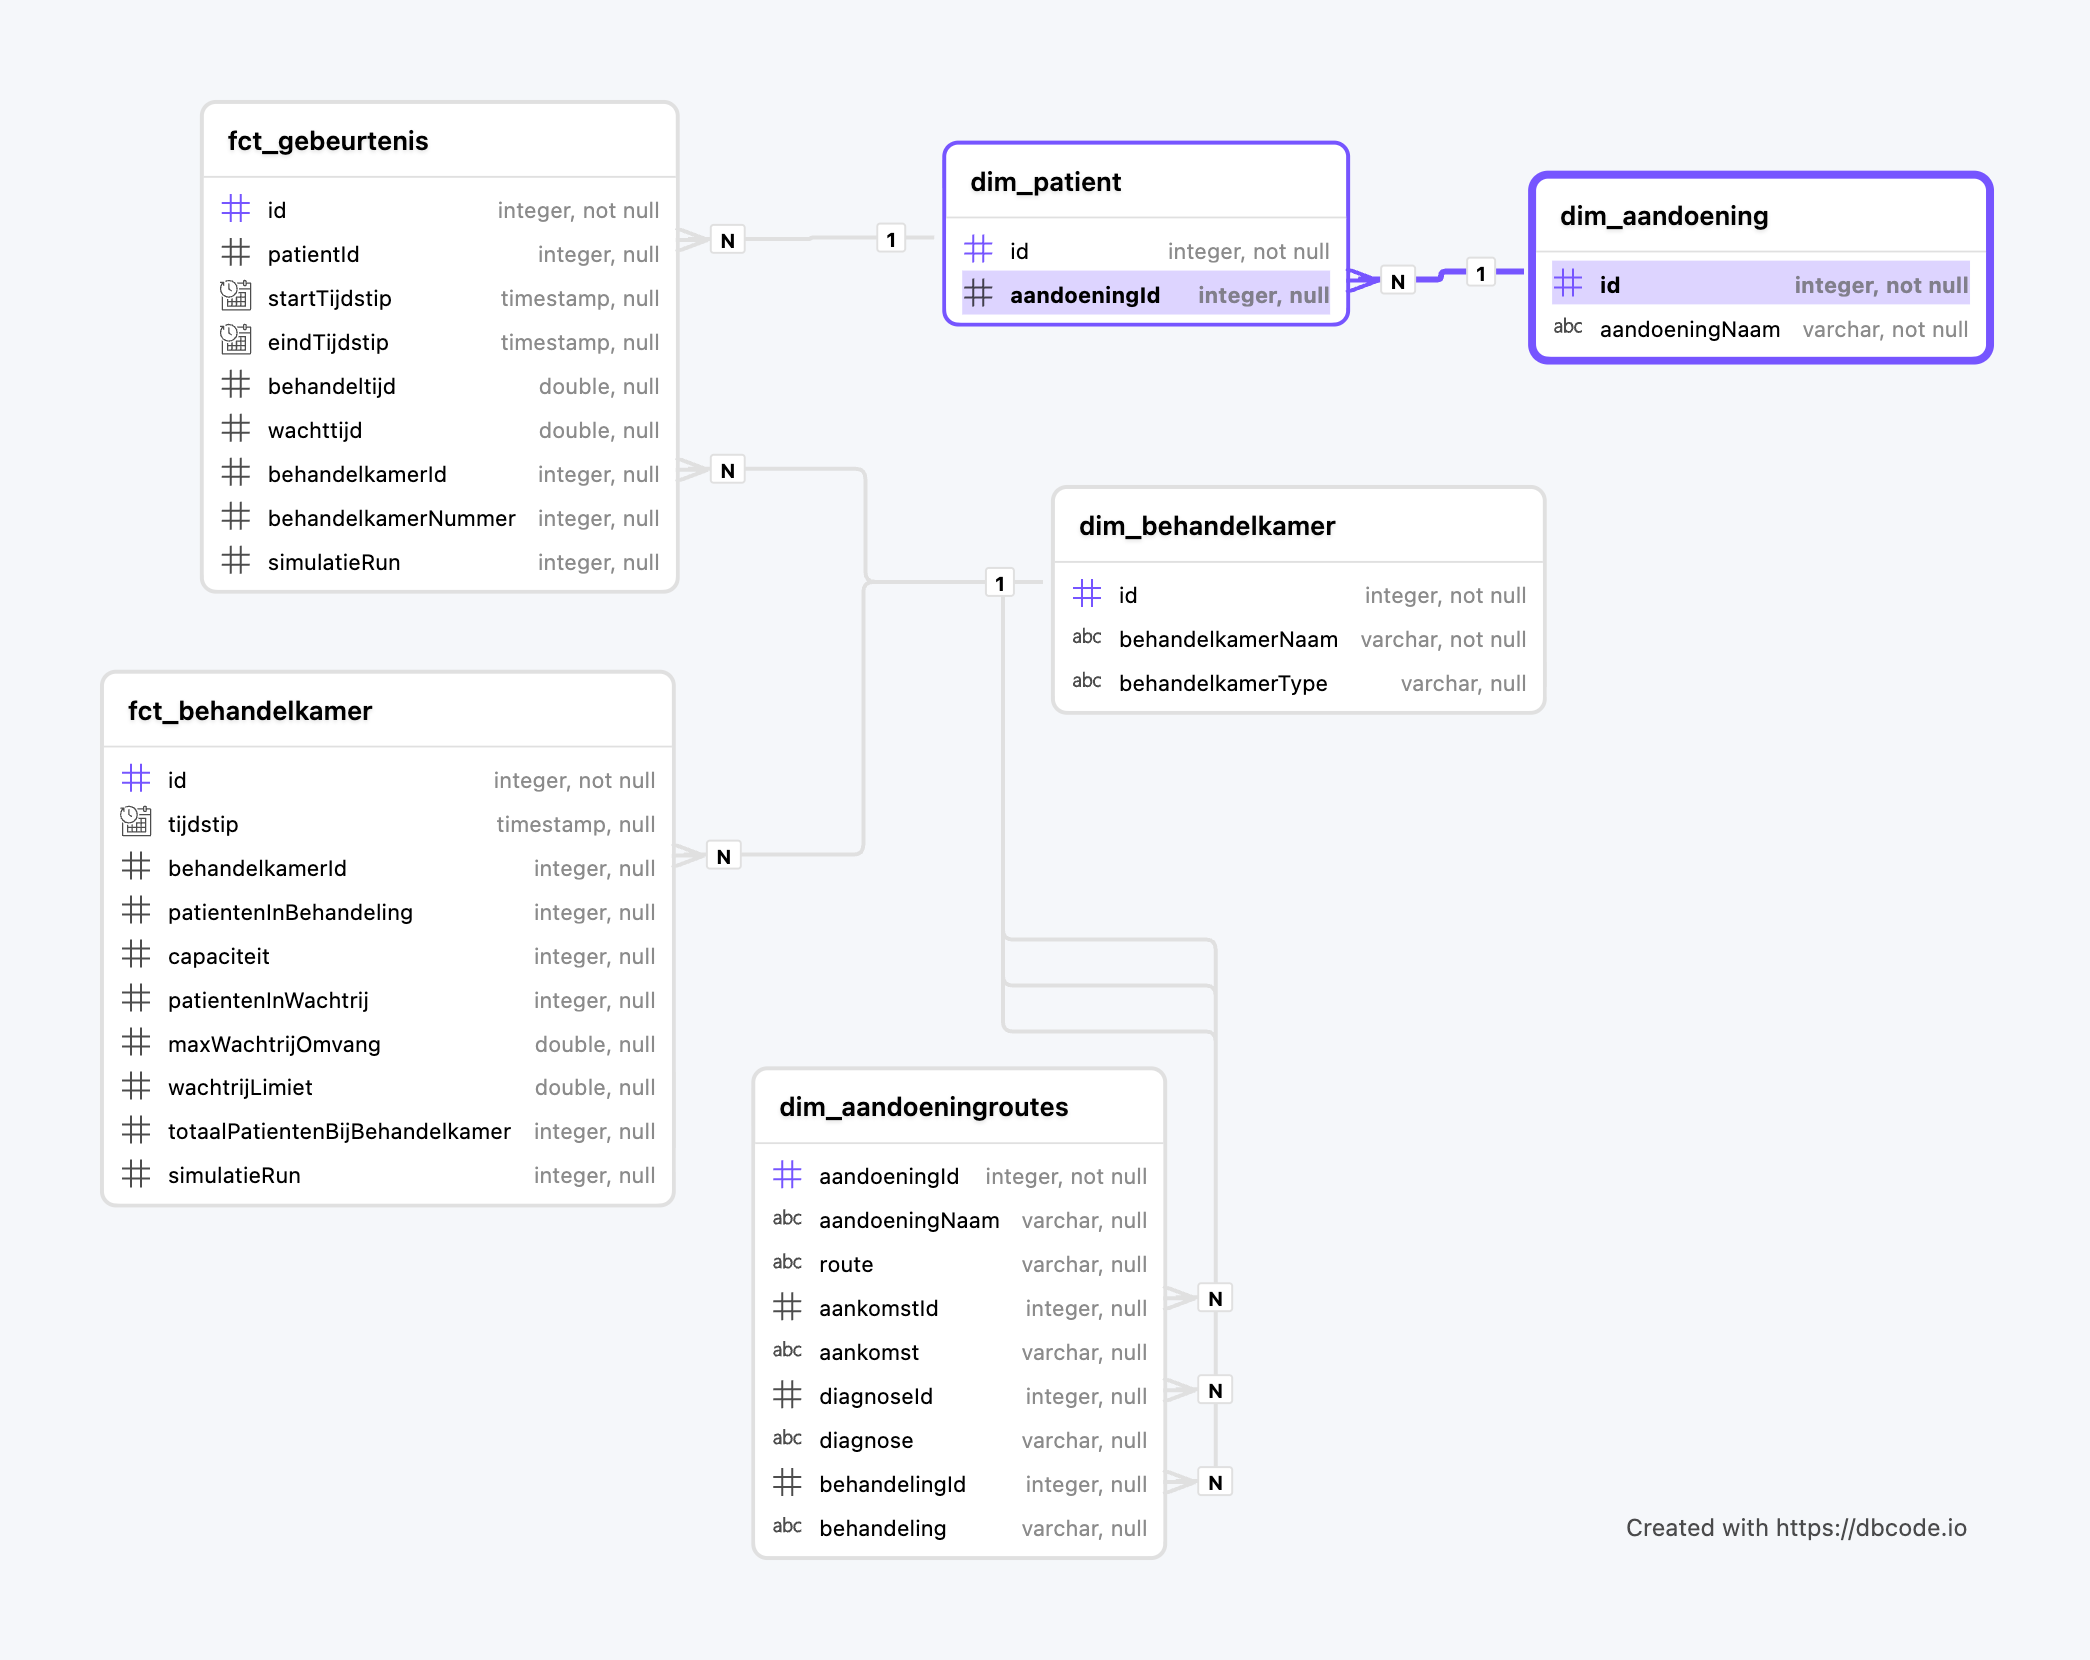 fct_gebeurtenis
# id integer, not null
# patientId integer, null
startTijdstip timestamp, null
eindTijdstip timestamp, null
# behandeltijd double, null
# wachttijd double, null
# behandelkamerId integer, null
# behandelkamerNummer integer, null
# simulatieRun integer, null
N
1
N
dim_patient
# id integer, not null
# aandoeningId integer, null
N
1
dim_aandoening
# id integer, not null
abc aandoeningNaam varchar, not null
1
dim_behandelkamer
# id integer, not null
abc behandelkamerNaam varchar, not null
abc behandelkamerType varchar, null
fct_behandelkamer
# id integer, not null
tijdstip timestamp, null
# behandelkamerId integer, null
# patientenInBehandeling integer, null
# capaciteit integer, null
# patientenInWachtrij integer, null
# maxWachtrijOmvang double, null
# wachtrijLimiet double, null
# totaalPatientenBijBehandelkamer integer, null
# simulatieRun integer, null
N
dim_aandoeningroutes
# aandoeningId integer, not null
abc aandoeningNaam varchar, null
abc route varchar, null
# aankomstId integer, null
abc aankomst varchar, null
# diagnoseId integer, null
abc diagnose varchar, null
# behandelingId integer, null
abc behandeling varchar, null
N
N
N
Created with https://dbcode.io